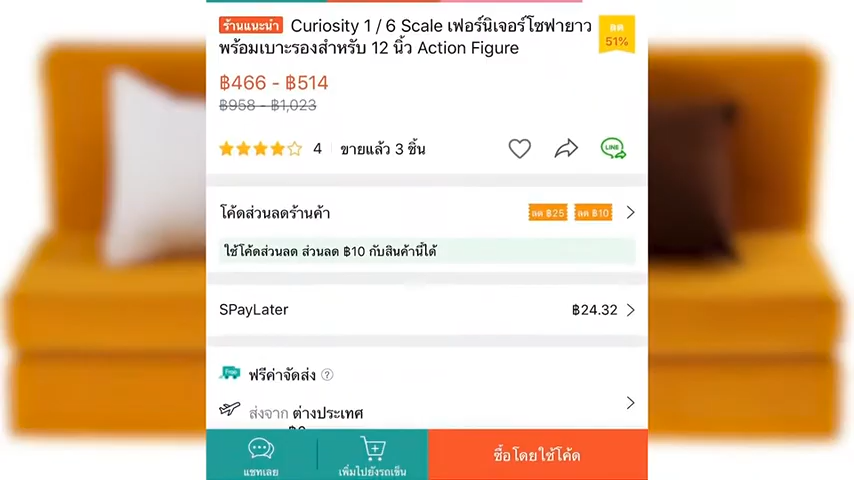 ร้านแนะนำ Curiosity 1 / 6 Scale เฟอร์นิเจอร์โซฟายาว
พร้อมเบาะรองสำหรับ 12 นิ้ว Action Figure
ลด
51%
฿466 - ฿514
฿958 - ฿1,023
4 ขายแล้ว 3 ชิ้น
LINE
โค้ดส่วนลดร้านค้า ลด ฿25 ลด ฿10
ใช้โค้ดส่วนลด ส่วนลด ฿10 กับสินค้านี้ได้
SPayLater ฿24.32
Free ฟรีค่าจัดส่ง ?
ส่งจาก ต่างประเทศ
แชทเลย เพิ่มไปยังรถเข็น ซื้อโดยใช้โค้ด